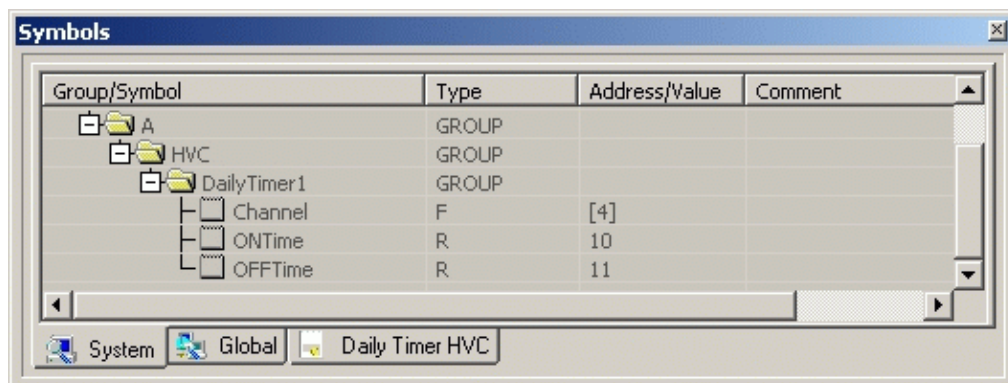 Symbols
Group/Symbol Type Address/Value Comment
A GROUP
HVC GROUP
DailyTimer1 GROUP
Channel F [4]
ONTime R 10
OFFTime R 11
System Global Daily Timer HVC